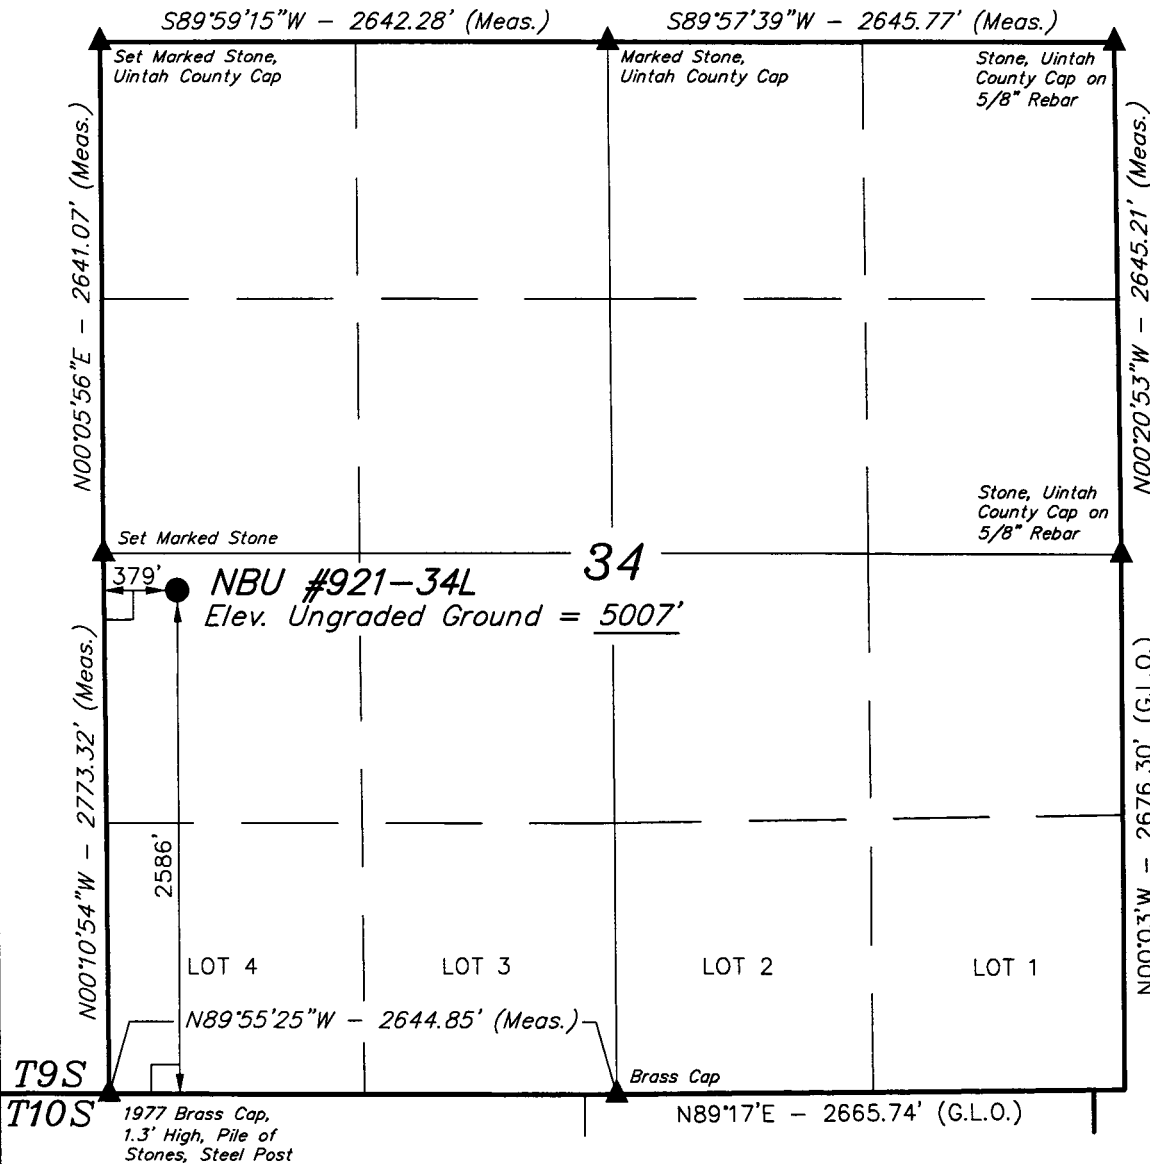 S89°59'15"W - 2642.28' (Meas.)
S89°57'39"W - 2645.77' (Meas.)
Set Marked Stone,
Uintah County Cap
Marked Stone,
Uintah County Cap
Stone, Uintah
County Cap on
5/8" Rebar
N00°05'56"E - 2641.07' (Meas.)
N00°20'53"W - 2645.21' (Meas.)
Stone, Uintah
County Cap on
5/8" Rebar
Set Marked Stone
34
379'
NBU #921-34L
Elev. Ungraded Ground = 5007'
N00°10'54"W - 2773.32' (Meas.)
2586'
N00°03'W - 2676.30' (G.L.O.)
LOT 4
LOT 3
LOT 2
LOT 1
N89°55'25"W - 2644.85' (Meas.)
T9S
T10S
Brass Cap
1977 Brass Cap,
1.3' High, Pile of
Stones, Steel Post
N89°17'E - 2665.74' (G.L.O.)